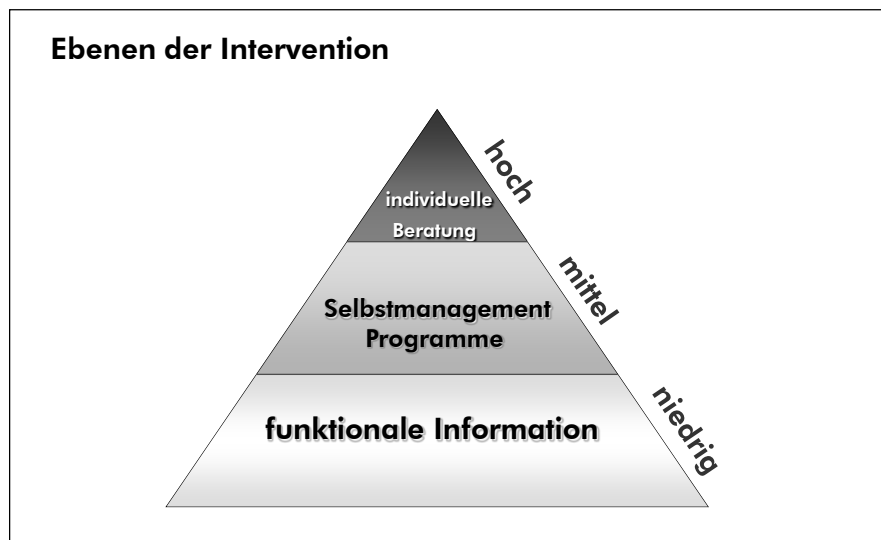 Ebenen der Intervention
hoch
individuelle
Beratung
mittel
Selbstmanagement
Programme
niedrig
funktionale Information